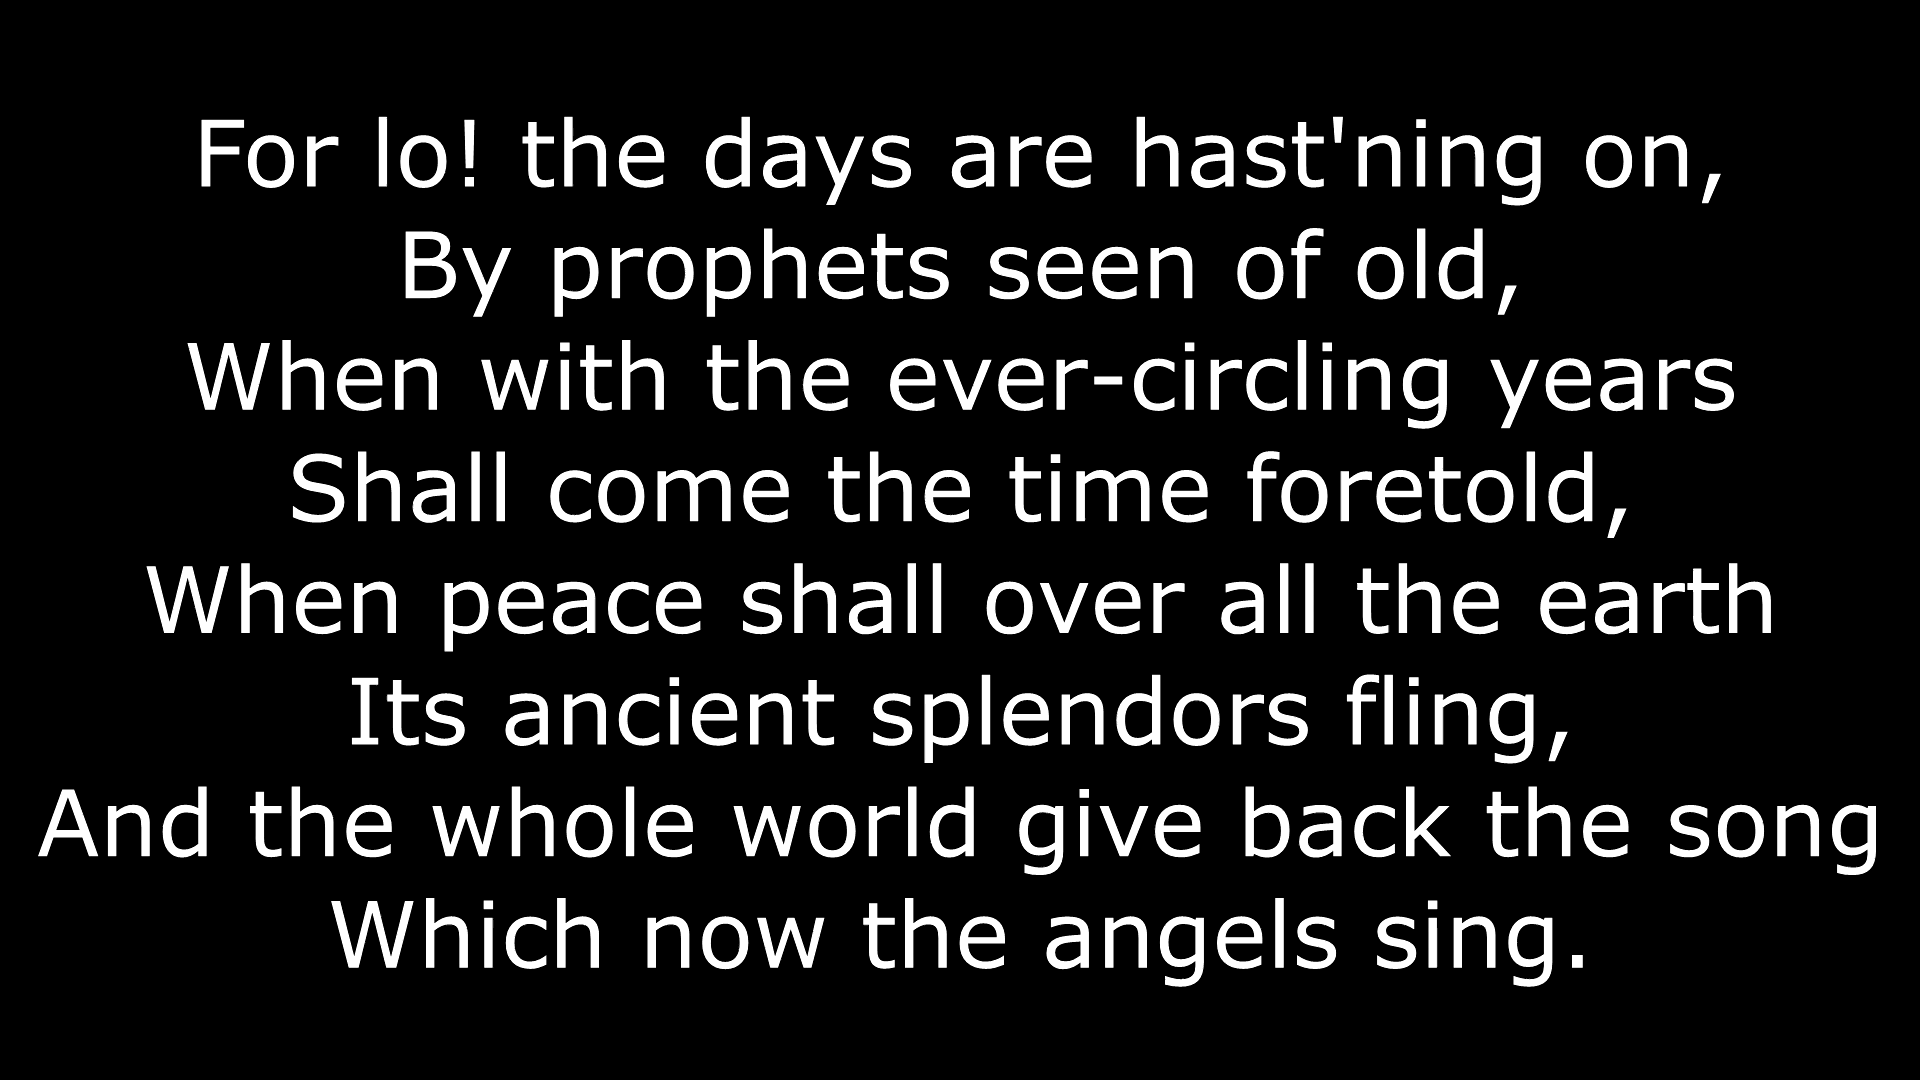 For lo! the days are hast'ning on,
By prophets seen of old,
When with the ever-circling years
Shall come the time foretold,
When peace shall over all the earth
Its ancient splendors fling,
And the whole world give back the song
Which now the angels sing.